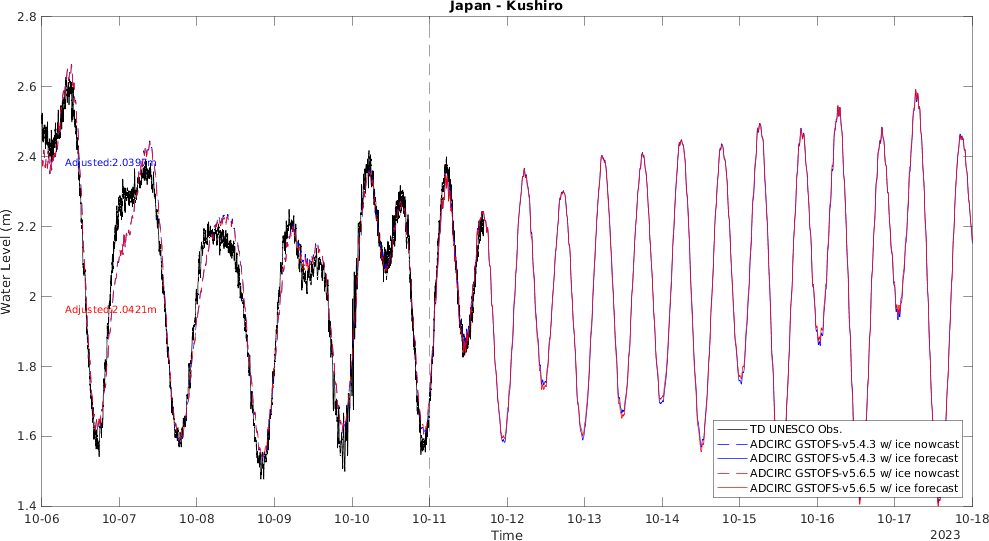 Japan - Kushiro
2.8
2.6
2.4
2.2
2
1.8
1.6
1.4
Water Level (m)
Adjusted:2.0397m
Adjusted:2.0421m
TD UNESCO Obs.
ADCIRC GSTOFS-v5.4.3 w/ ice nowcast
ADCIRC GSTOFS-v5.4.3 w/ ice forecast
ADCIRC GSTOFS-v5.6.5 w/ ice nowcast
ADCIRC GSTOFS-v5.6.5 w/ ice forecast
10-06 10-07 10-08 10-09 10-10 10-11 10-12 10-13 10-14 10-15 10-16 10-17 10-18
Time
2023